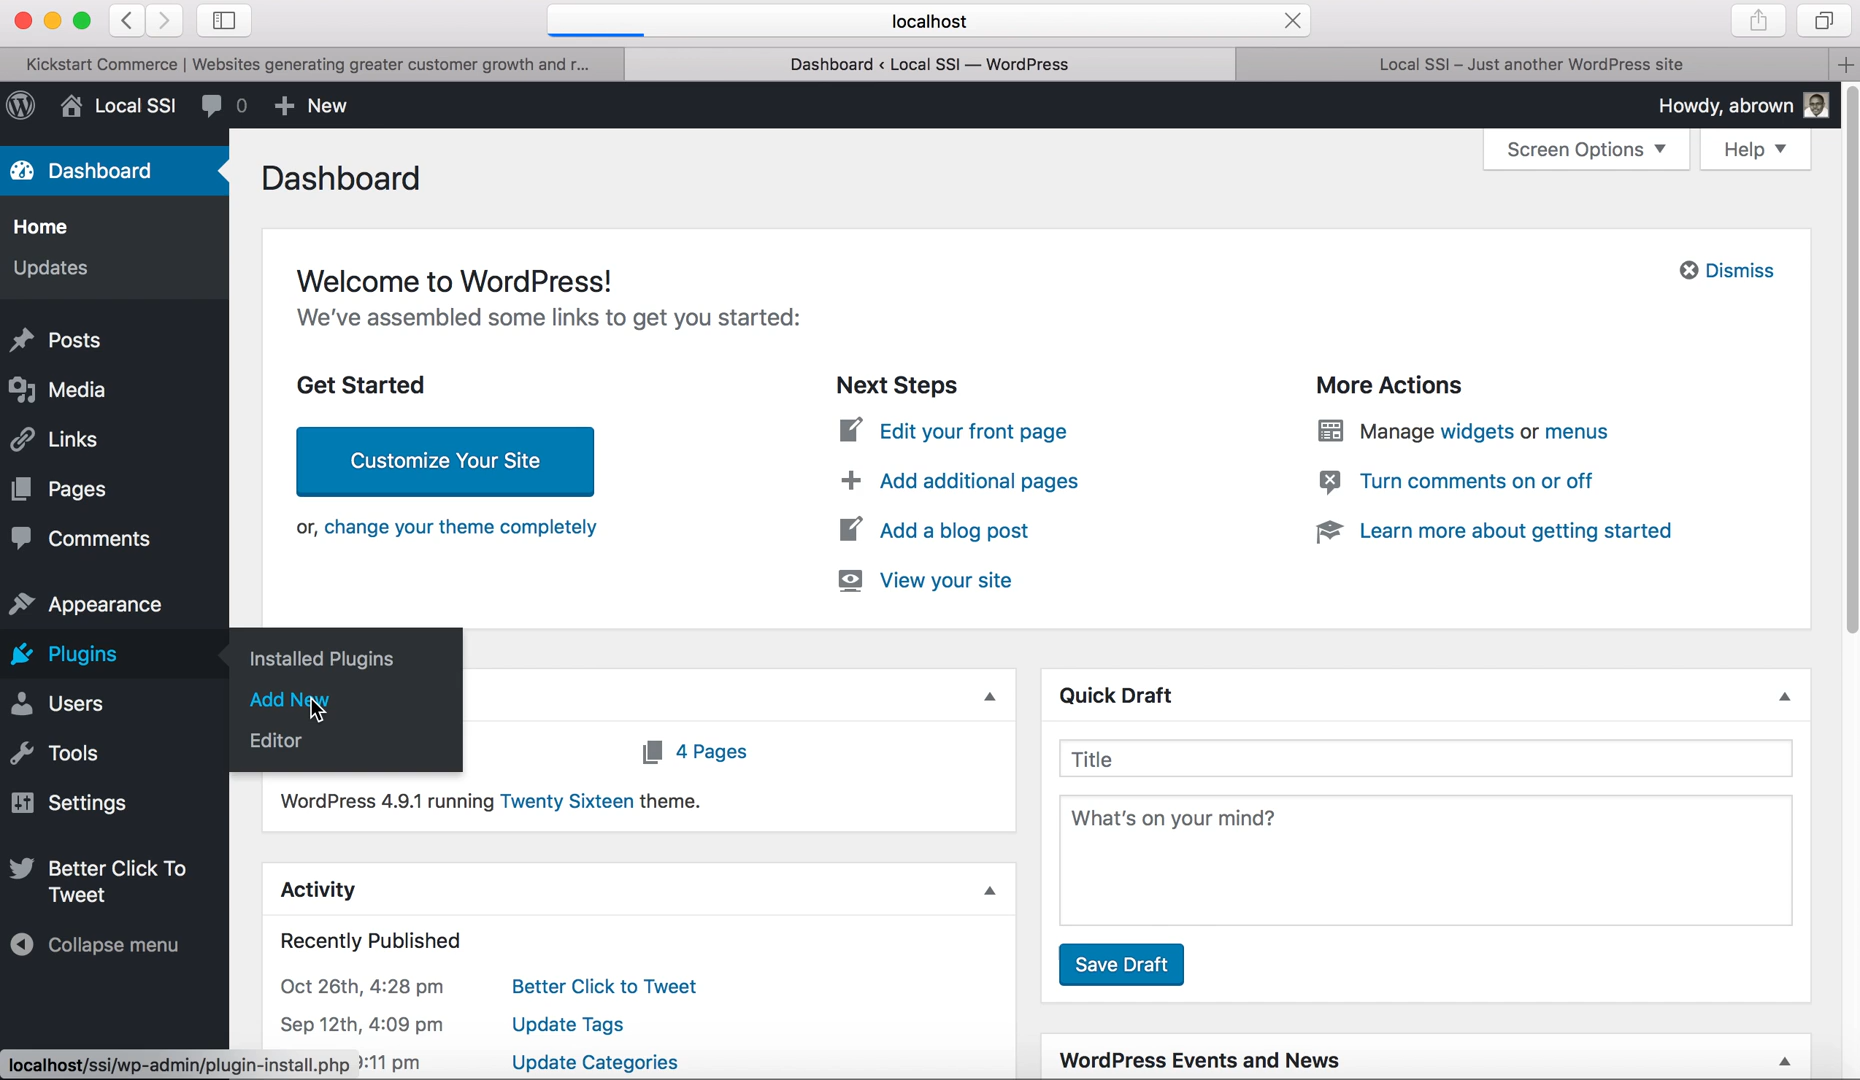 localhost
Kickstart Commerce | Websites generating greater customer growth and r...
Dashboard ‹ Local SSI — WordPress
Local SSI – Just another WordPress site
Local SSI
0
New
Howdy, abrown
Dashboard
Home
Updates
Posts
Media
Links
Pages
Comments
Appearance
Plugins
Users
Tools
Settings
Better Click To
Tweet
Collapse menu
Installed Plugins
Add New
Editor
Dashboard
Screen Options
Help
Welcome to WordPress!
We've assembled some links to get you started:
Dismiss
Get Started
Customize Your Site
or, change your theme completely
Next Steps
Edit your front page
Add additional pages
Add a blog post
View your site
More Actions
Manage widgets or menus
Turn comments on or off
Learn more about getting started
4 Pages
WordPress 4.9.1 running Twenty Sixteen theme.
Activity
Recently Published
Oct 26th, 4:28 pm Better Click to Tweet
Sep 12th, 4:09 pm Update Tags
9:11 pm Update Categories
Quick Draft
Title
What's on your mind?
Save Draft
WordPress Events and News
localhost/ssi/wp-admin/plugin-install.php